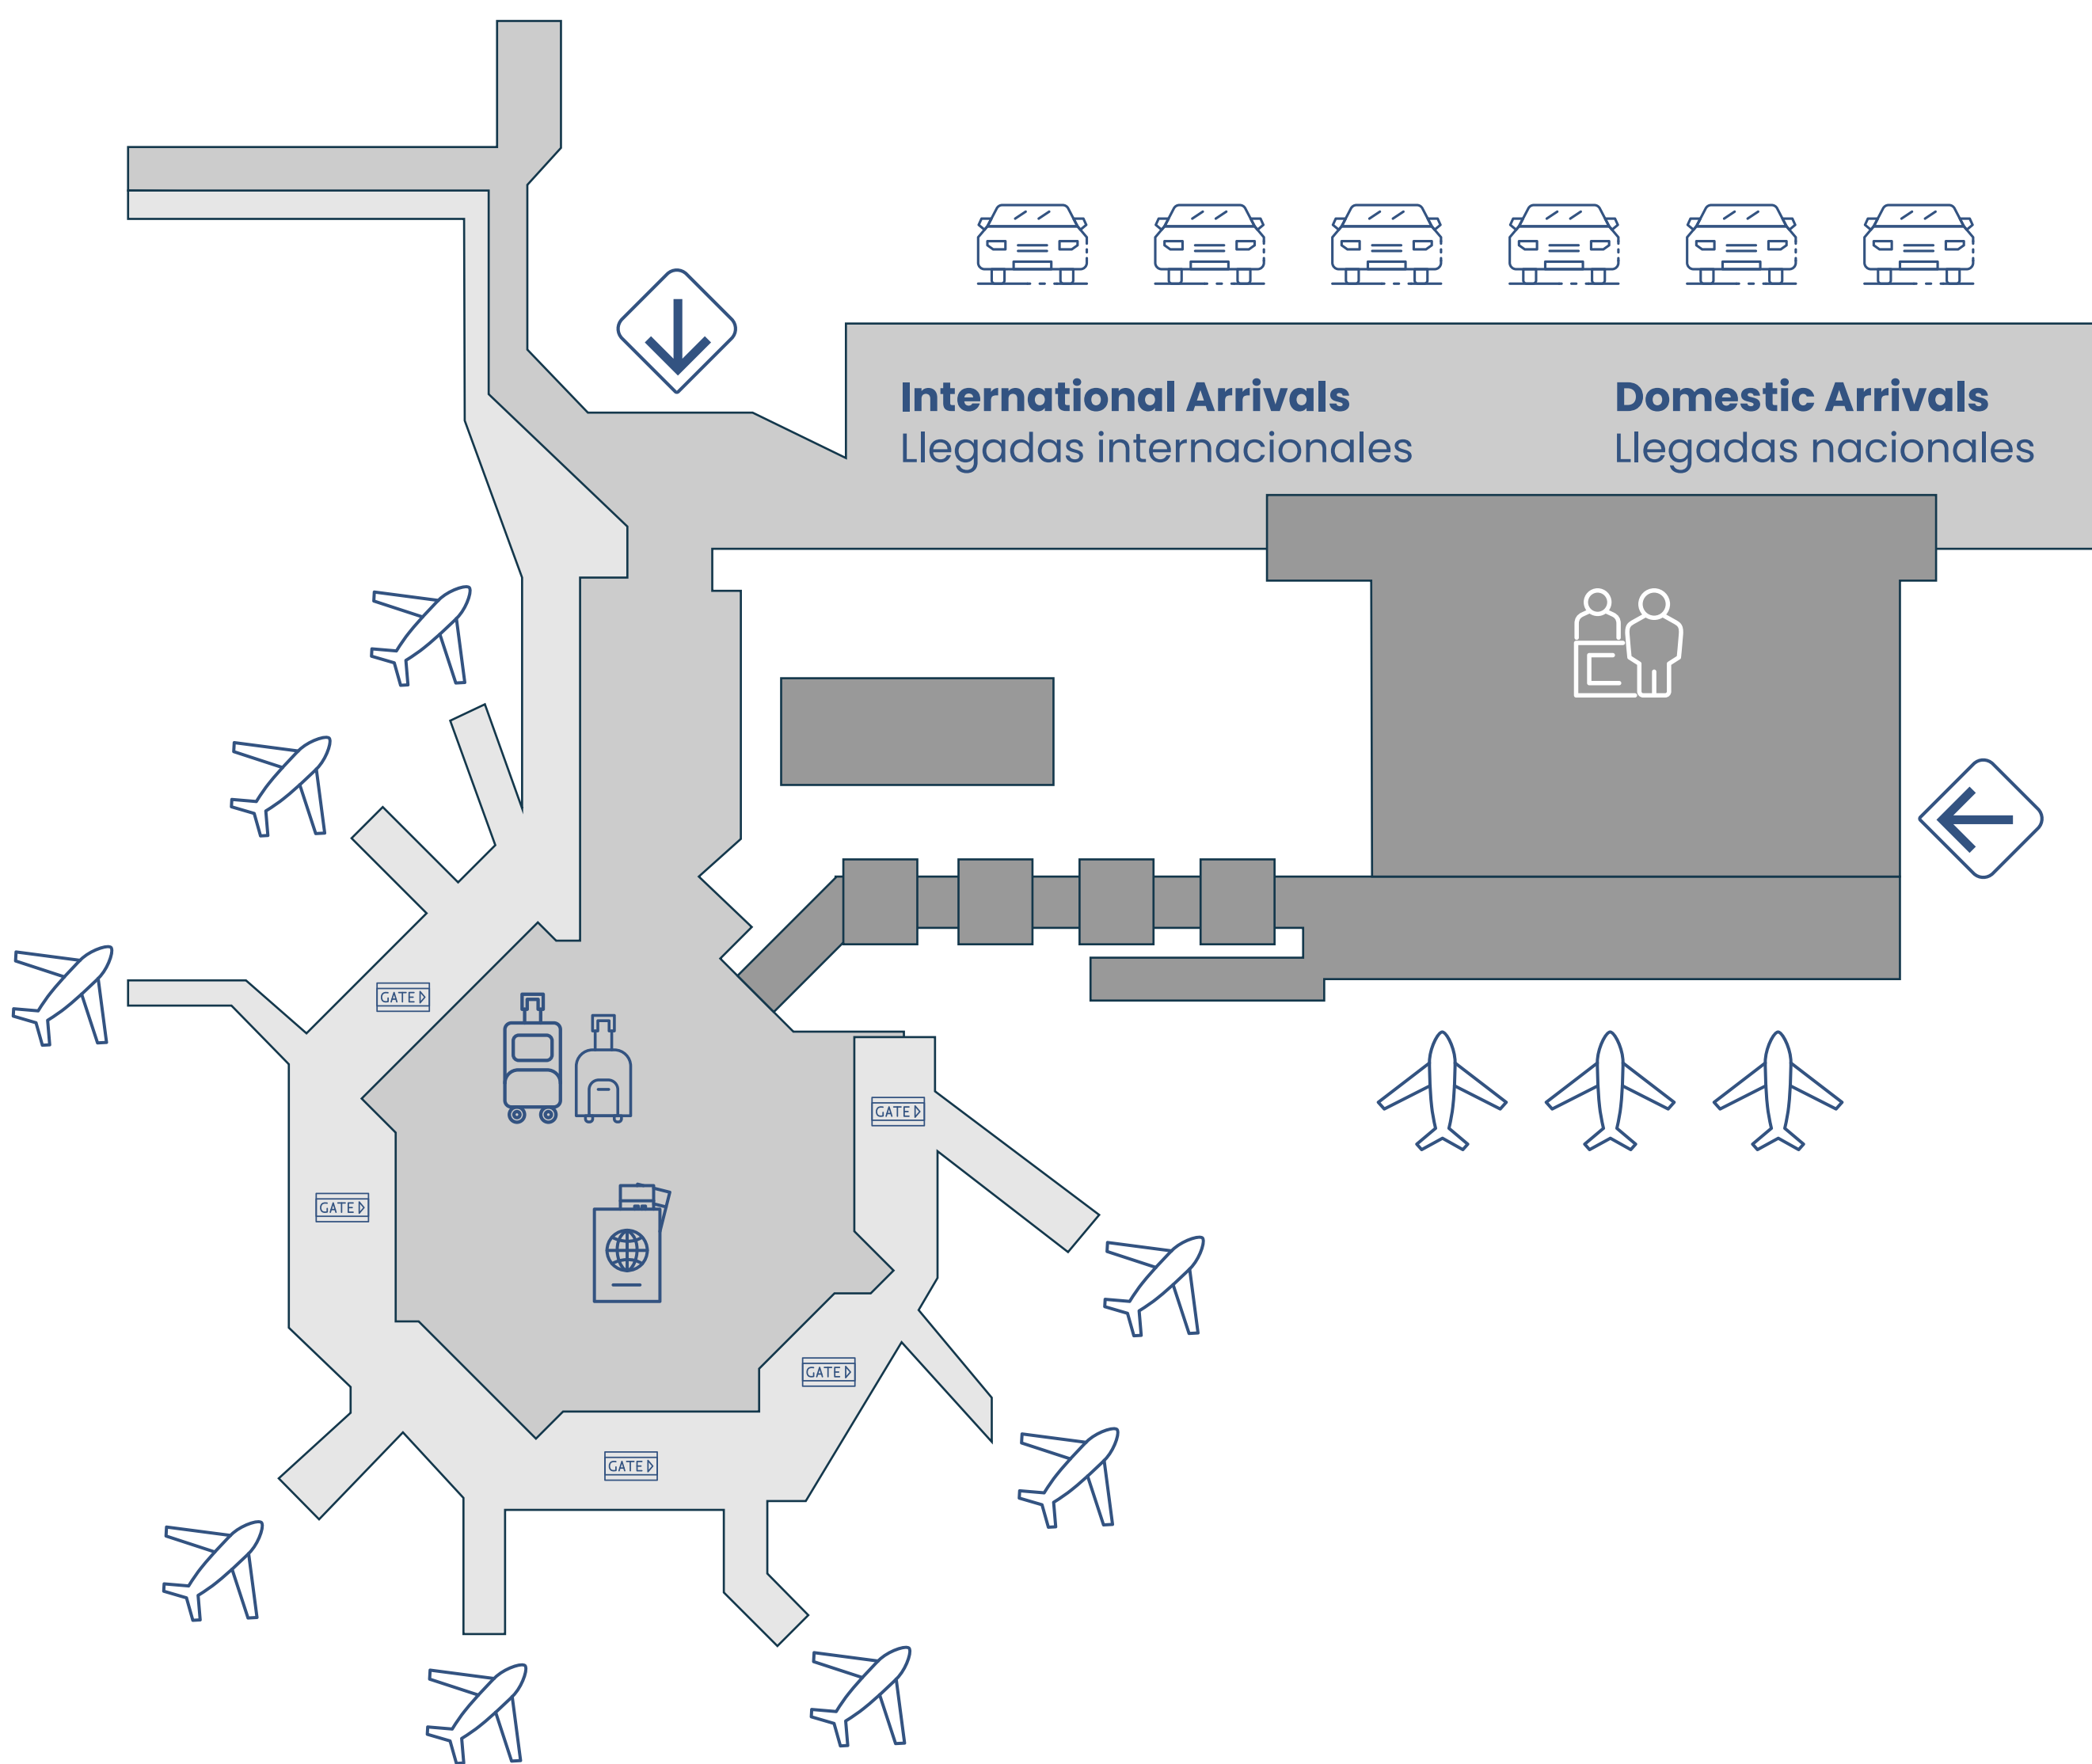 International Arrivals
Llegadas internacionales
Domestic Arrivals
Llegadas nacionales
GATE
GATE
GATE
GATE
GATE